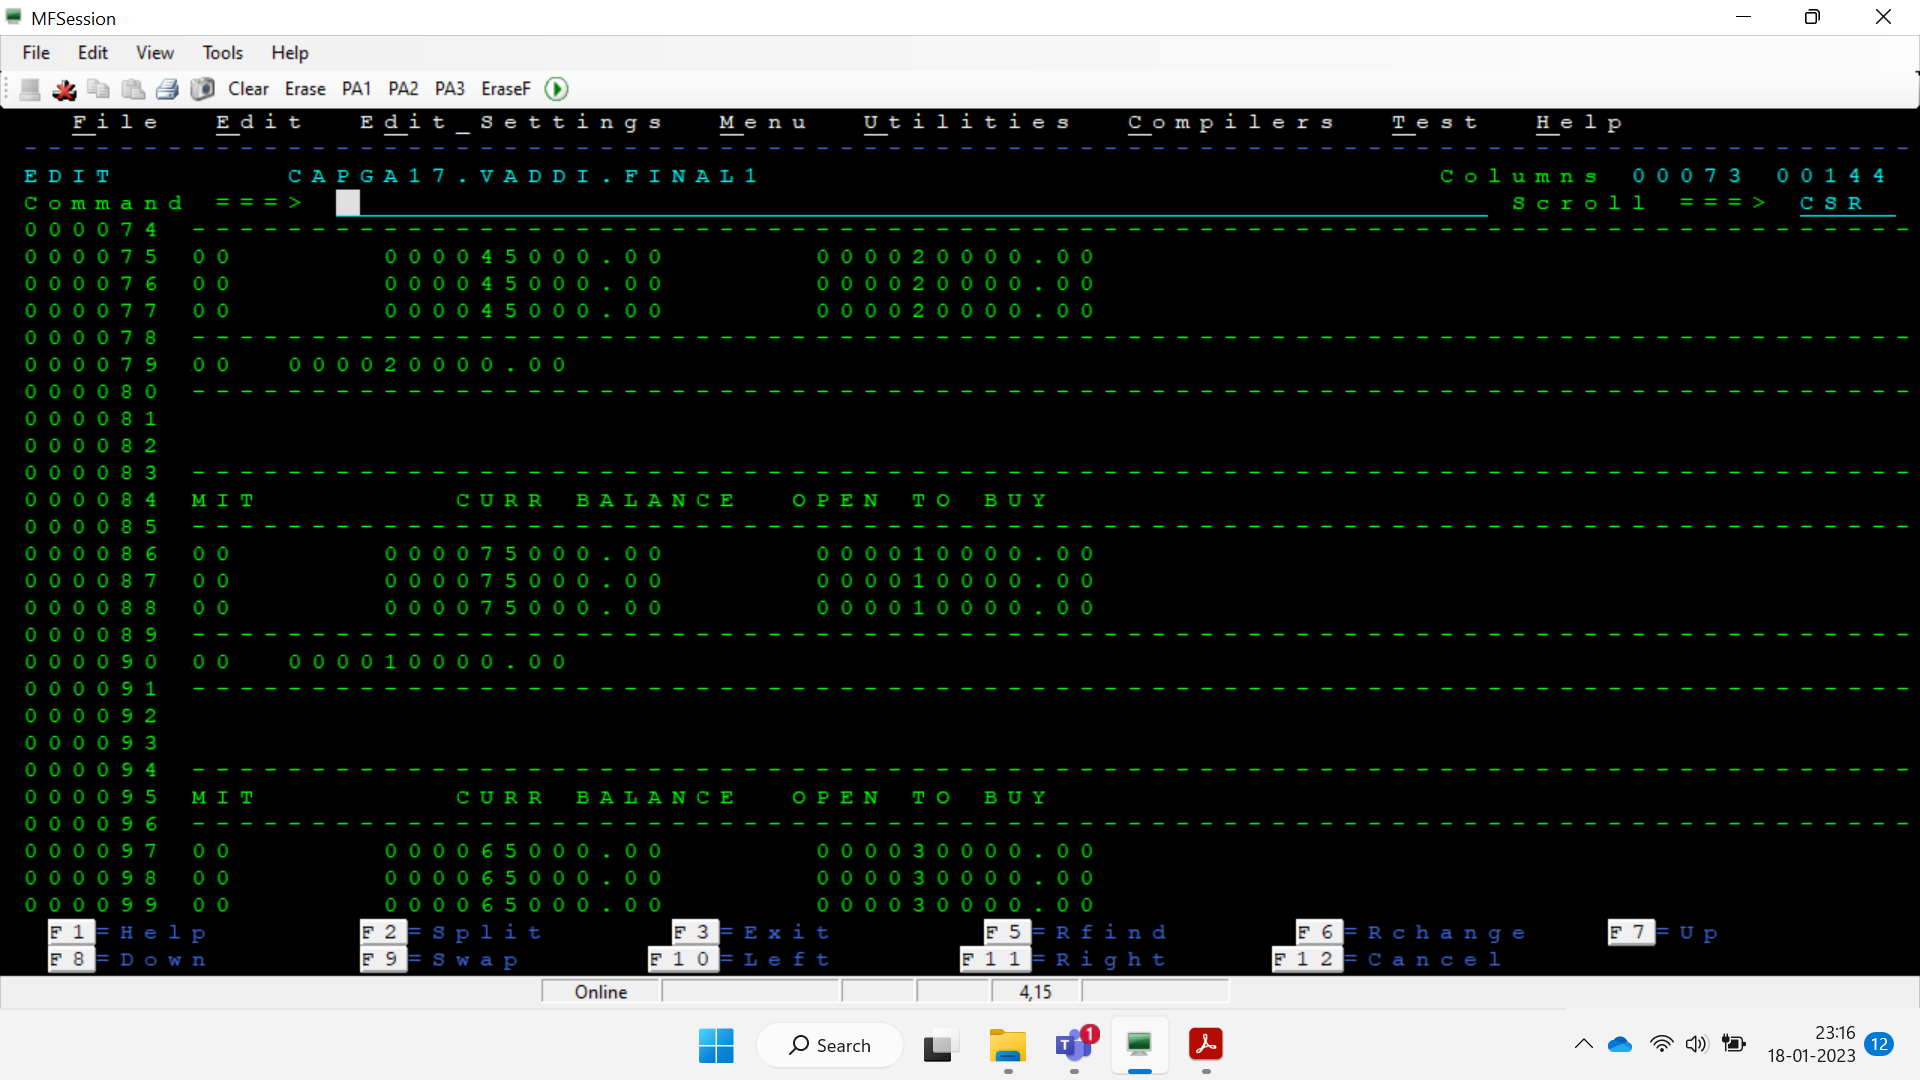 MFSession
File Edit View Tools Help
Clear Erase PA1 PA2 PA3 EraseF
File Edit Edit_Settings Menu Utilities Compilers Test Help
--------------------------------------------------------------------------------
EDIT CAPGA17.VADDI.FINAL1 Columns 00073 00144
Command ===> Scroll ===> CSR
000074 ------------------------------------------------------------------------
00075 00 000045000.00 000020000.00
000076 00 000045000.00 000020000.00
000077 00 000045000.00 000020000.00
000078 ------------------------------------------------------------------------
000079 00 000020000.00
000080 ------------------------------------------------------------------------
000081
000082
000083 ------------------------------------------------------------------------
000084 MIT CURR BALANCE OPEN TO BUY
000085 ------------------------------------------------------------------------
000086 00 000075000.00 000010000.00
000087 00 000075000.00 000010000.00
000088 00 000075000.00 000010000.00
000089 ------------------------------------------------------------------------
000090 00 000010000.00
000091 ------------------------------------------------------------------------
000092
000093
000094 ------------------------------------------------------------------------
000095 MIT CURR BALANCE OPEN TO BUY
000096 ------------------------------------------------------------------------
000097 00 000065000.00 000030000.00
000098 00 000065000.00 000030000.00
000099 00 000065000.00 000030000.00
F1=Help F2=Split F3=Exit F5=Rfind F6=Rchange F7=Up
F8=Down F9=Swap F10=Left F11=Right F12=Cancel
Online 4,15
Search
1
23:16
18-01-2023
12